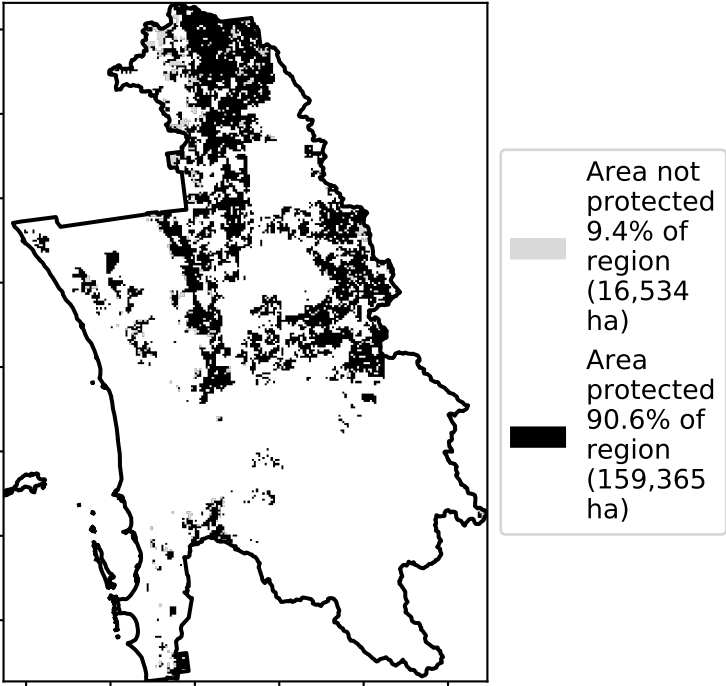 Area not
protected
9.4% of
region
(16,534
ha)
Area
protected
90.6% of
region
(159,365
ha)